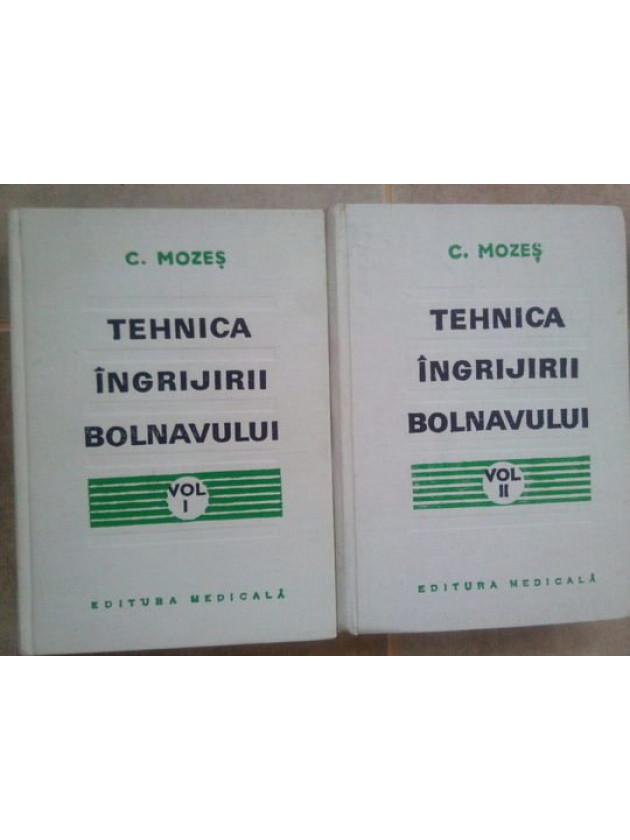 C. MOZEȘ
TEHNICA
ÎNGRIJIRII
BOLNAVULUI
VOL
I
EDITURA MEDICALĂ
C. MOZEȘ
TEHNICA
ÎNGRIJIRII
BOLNAVULUI
VOL
II
EDITURA MEDICALĂ